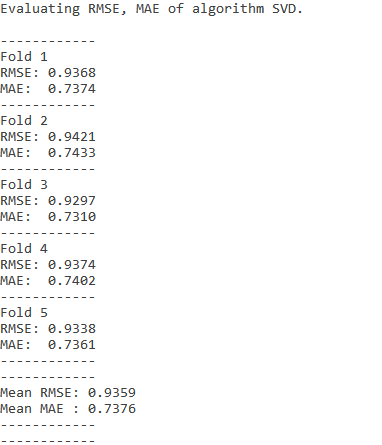 Evaluating RMSE, MAE of algorithm SVD.
------------
Fold 1
RMSE: 0.9368
MAE:  0.7374
------------
Fold 2
RMSE: 0.9421
MAE:  0.7433
------------
Fold 3
RMSE: 0.9297
MAE:  0.7310
------------
Fold 4
RMSE: 0.9374
MAE:  0.7402
------------
Fold 5
RMSE: 0.9338
MAE:  0.7361
------------
------------
Mean RMSE: 0.9359
Mean MAE : 0.7376
------------
------------